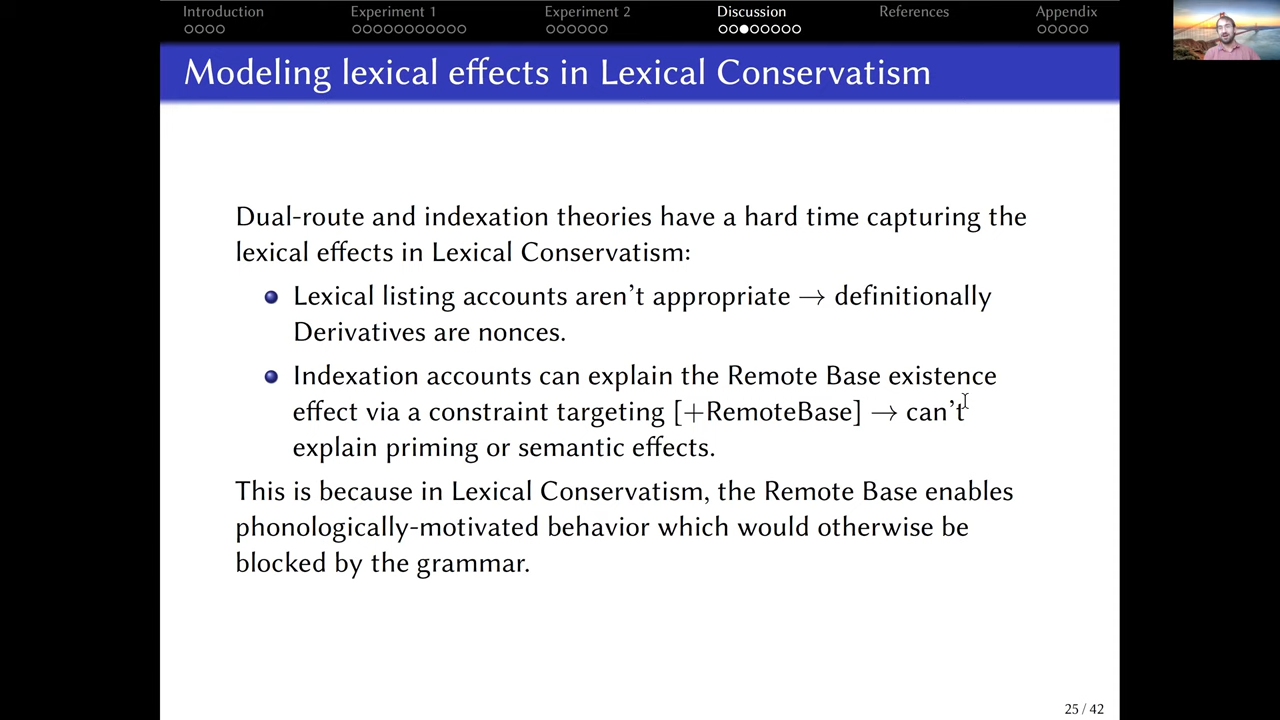 Introduction Experiment 1 Experiment 2 Discussion References Appendix
Modeling lexical effects in Lexical Conservatism
Dual-route and indexation theories have a hard time capturing the
lexical effects in Lexical Conservatism:
Lexical listing accounts aren't appropriate → definitionally
Derivatives are nonces.
Indexation accounts can explain the Remote Base existence
effect via a constraint targeting [+RemoteBase] → can't
explain priming or semantic effects.
This is because in Lexical Conservatism, the Remote Base enables
phonologically-motivated behavior which would otherwise be
blocked by the grammar.
25 / 42